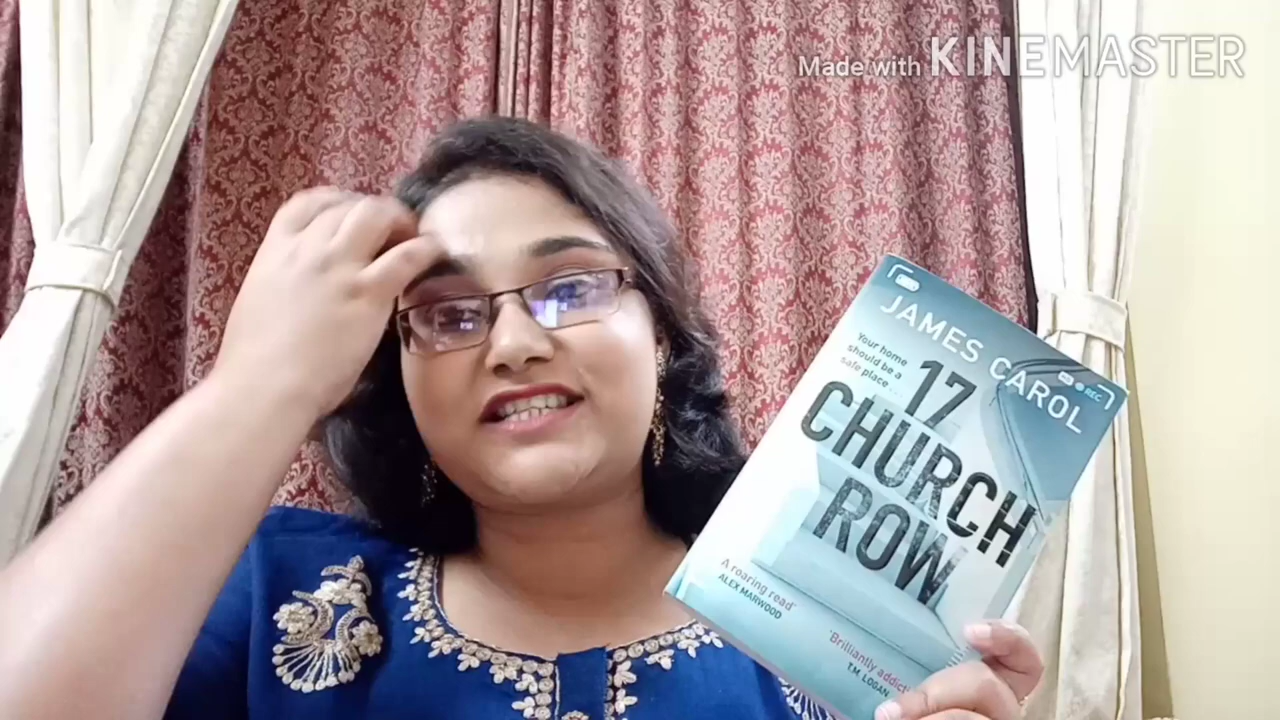 Made with KINEMASTER
JAMES CAROL
REC
Your home
should be a
safe place...
17
CHURCH
ROW
A roaring read'
ALEX MARWOOD
'Brilliantly addicti
T.M. LOGAN